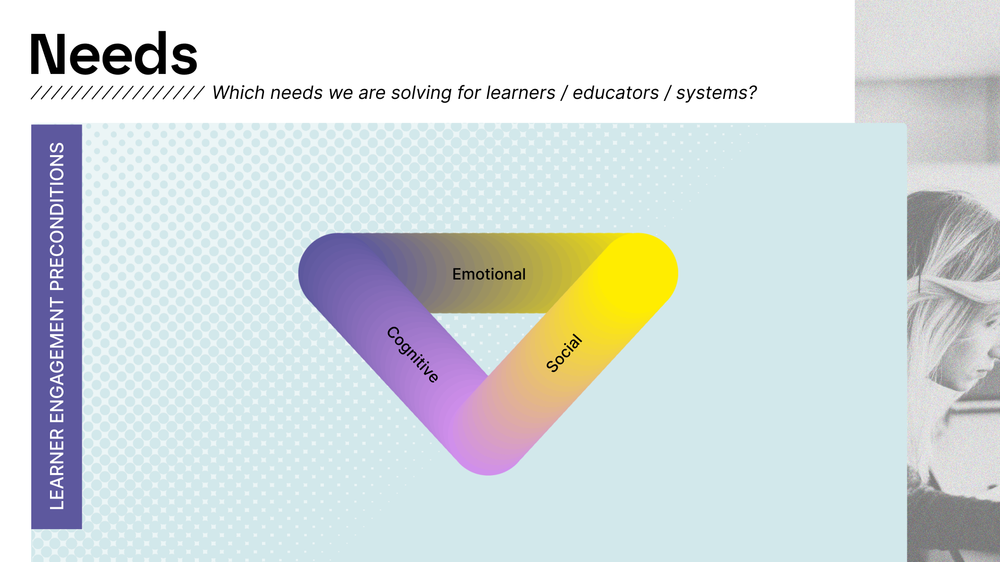 Needs
//////////////// Which needs we are solving for learners / educators / systems?
LEARNER ENGAGEMENT PRECONDITIONS
Emotional
Cognitive
Social